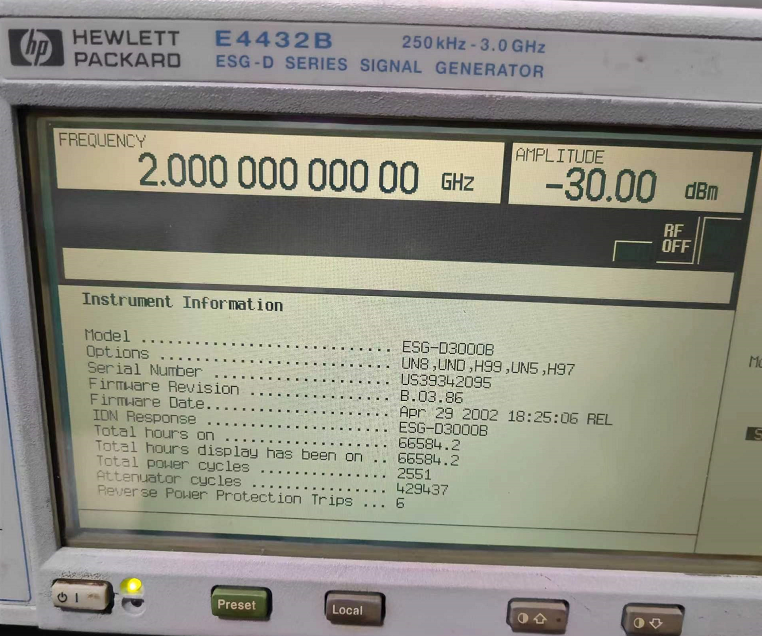 hp HEWLETT PACKARD
E4432B 250kHz-3.0GHz
ESG-D SERIES SIGNAL GENERATOR
FREQUENCY
2.000 000 000 00 GHz
AMPLITUDE
-30.00 dBm
RF
OFF
Instrument Information
Model ............................ ESG-D3000B
Options .......................... UN8,UND,H99,UN5,H97
Serial Number .................... US39342095
Firmware Revision ................ B.03.86
Firmware Date..................... Apr 29 2002 18:25:06 REL
IDN Response ..................... ESG-D3000B
Total hours on ................... 66584.2
Total hours display has been on .. 66584.2
Total power cycles ............... 2551
Attenuator cycles ................ 429437
Reverse Power Protection Trips ... 6
Preset
Local